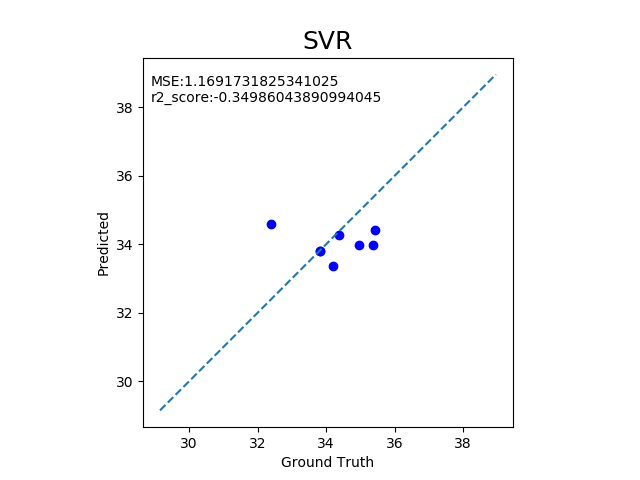 SVR
MSE:1.1691731825341025
r2_score:-0.34986043890994045
38
36
34
32
30
Predicted
30 32 34 36 38
Ground Truth